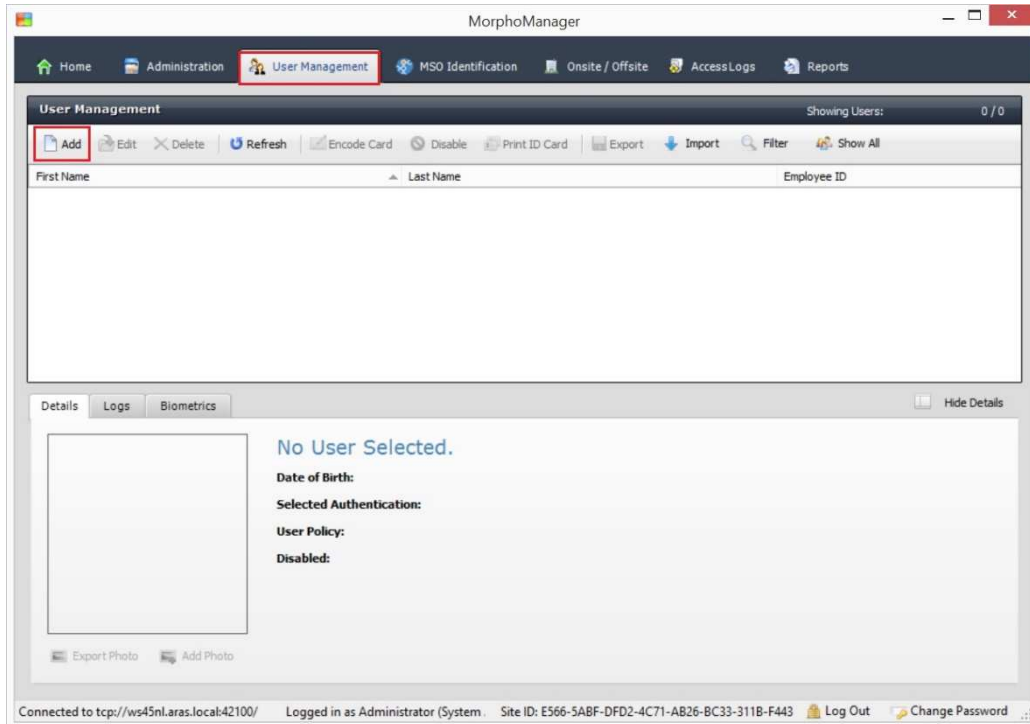 MorphoManager
Home Administration User Management MSO Identification Onsite / Offsite Access Logs Reports
User Management Showing Users: 0 / 0
Add Edit Delete Refresh Encode Card Disable Print ID Card Export Import Filter Show All
First Name Last Name Employee ID
Details Logs Biometrics Hide Details
No User Selected.
Date of Birth:
Selected Authentication:
User Policy:
Disabled:
Export Photo Add Photo
Connected to tcp://ws45nl.aras.local:42100/ Logged in as Administrator (System Site ID: E566-5ABF-DFD2-4C71-AB26-BC33-311B-F443 Log Out Change Password